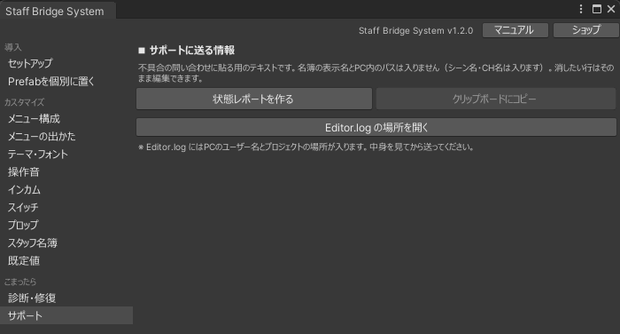 Staff Bridge System
Staff Bridge System v1.2.0
マニュアル
ショップ
導入
セットアップ
Prefabを個別に置く
カスタマイズ
メニュー構成
メニューの出かた
テーマ・フォント
操作音
インカム
スイッチ
プロップ
スタッフ名簿
既定値
こまったら
診断・修復
サポート
■ サポートに送る情報
不具合の問い合わせに貼る用のテキストです。名簿の表示名とPC内のパスは入りません（シーン名・CH名は入ります）。消したい行はその
まま編集できます。
状態レポートを作る
クリップボードにコピー
Editor.log の場所を開く
※ Editor.log にはPCのユーザー名とプロジェクトの場所が入ります。中身を見てから送ってください。